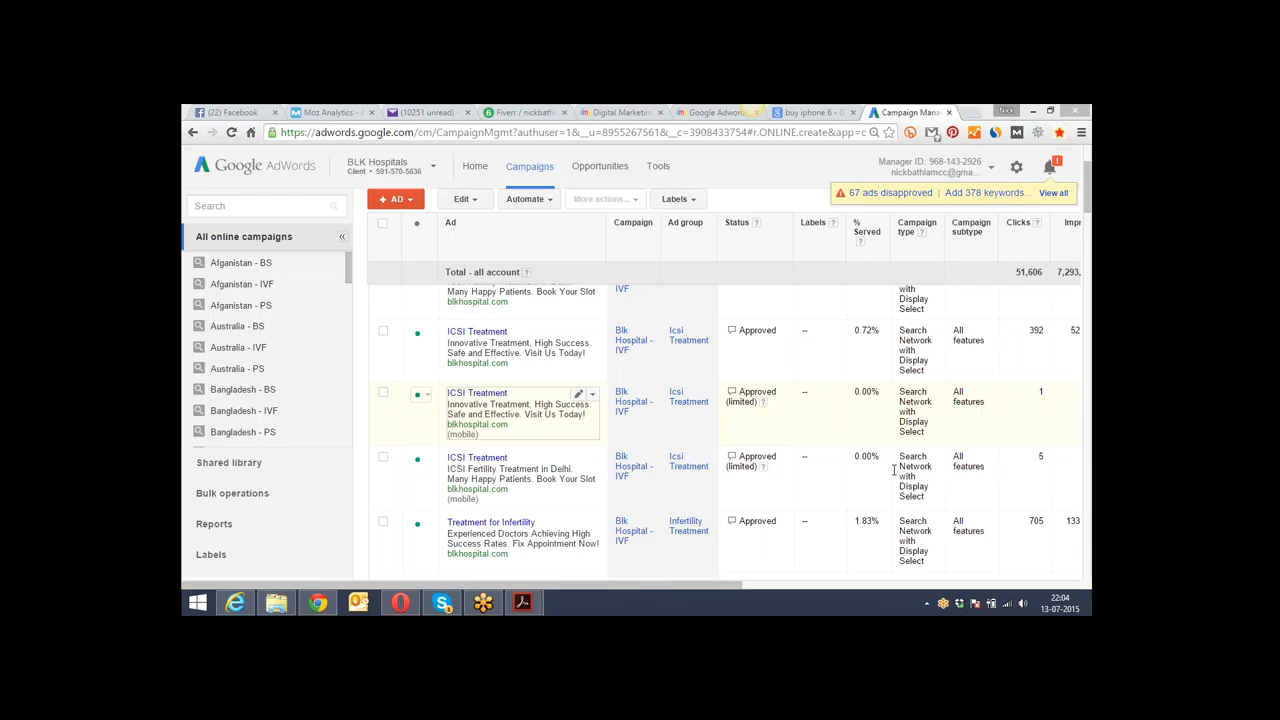 (22) Facebook
Moz Analytics -
(10251 unread) -
Fiverr / nickbath
Digital Marketing
Google Adword
buy iphone 6 - G
Campaign Mana
Nick
https://adwords.google.com/cm/CampaignMgmt?authuser=1&__u=8955267561&__c=3908433754#r.ONLINE.create&app=c
Google AdWords
BLK Hospitals
Client • 591-570-5636
Home
Campaigns
Opportunities
Tools
Manager ID: 968-143-2926
nickbathlamcc@gma...
67 ads disapproved | Add 378 keywords... View all
Search
+ AD
Edit
Automate
More actions...
Labels
All online campaigns
Afganistan - BS
Afganistan - IVF
Afganistan - PS
Australia - BS
Australia - IVF
Australia - PS
Bangladesh - BS
Bangladesh - IVF
Bangladesh - PS
Shared library
Bulk operations
Reports
Labels
Ad Campaign Ad group Status ? Labels ? % Served ? Campaign type ? Campaign subtype ? Clicks ? Impr
Total - all account ? 51,606 7,293,
Many Happy Patients. Book Your Slot
blkhospital.com
IVF
with
Display
Select
ICSI Treatment
Innovative Treatment, High Success.
Safe and Effective. Visit Us Today!
blkhospital.com
Blk
Hospital -
IVF
Icsi
Treatment
Approved
--
0.72%
Search
Network
with
Display
Select
All
features
392
52
ICSI Treatment
Innovative Treatment, High Success.
Safe and Effective. Visit Us Today!
blkhospital.com
(mobile)
Blk
Hospital -
IVF
Icsi
Treatment
Approved
(limited) ?
--
0.00%
Search
Network
with
Display
Select
All
features
1
ICSI Treatment
ICSI Fertility Treatment in Delhi.
Many Happy Patients. Book Your Slot
blkhospital.com
(mobile)
Blk
Hospital -
IVF
Icsi
Treatment
Approved
(limited) ?
--
0.00%
Search
Network
with
Display
Select
All
features
5
Treatment for Infertility
Experienced Doctors Achieving High
Success Rates. Fix Appointment Now!
blkhospital.com
Blk
Hospital -
IVF
Infertility
Treatment
Approved
--
1.83%
Search
Network
with
Display
Select
All
features
705
133
22:04
13-07-2015